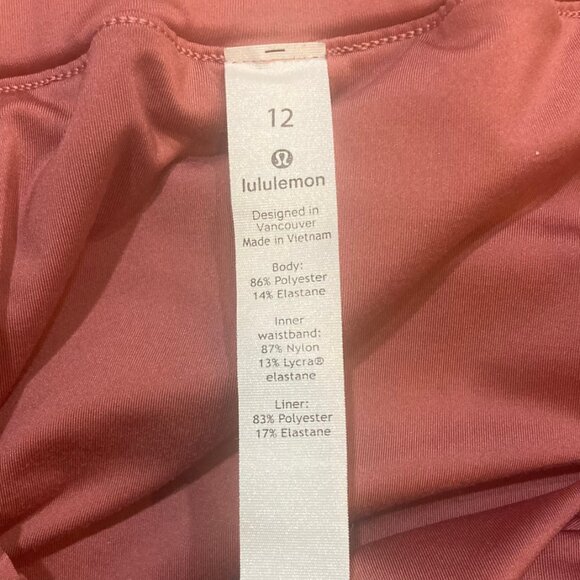 12
lululemon
Designed in
Vancouver
Made in Vietnam
Body:
86% Polyester
14% Elastane
Inner
waistband:
87% Nylon
13% Lycra®
elastane
Liner:
83% Polyester
17% Elastane